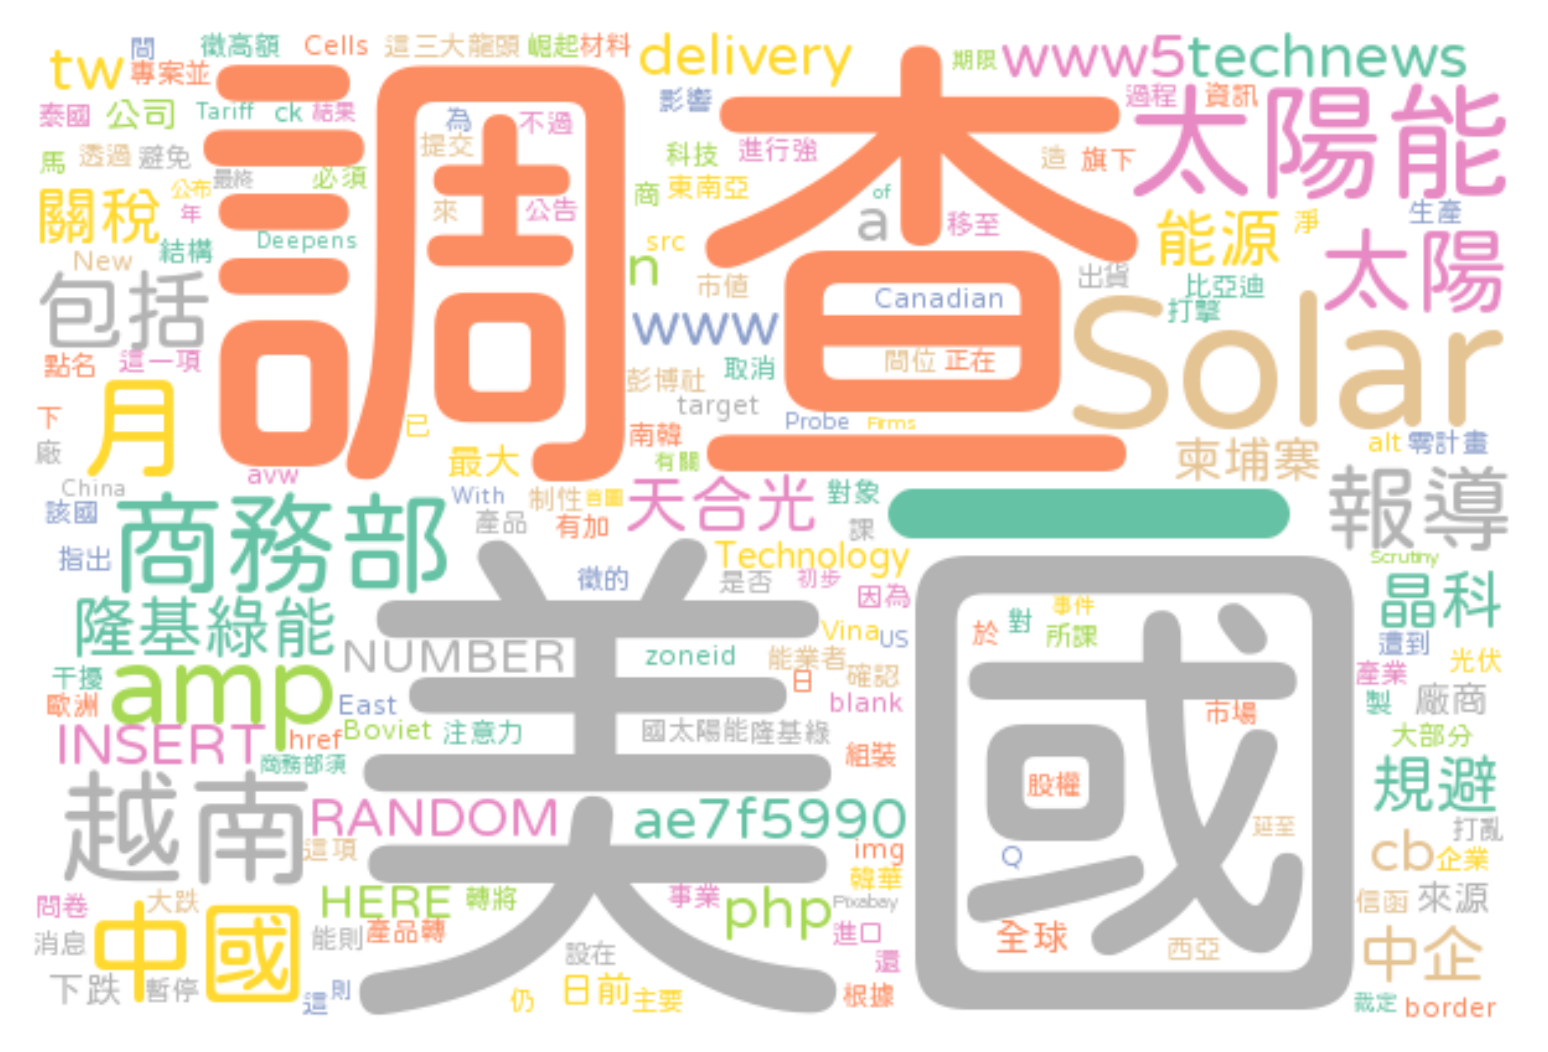 tw 間 徵高額 Cells 這三大龍頭 崛起 材料 delivery 期限 www5 technews
專案並 影響 過程 資訊
泰國 公司 Tariff ck 結果 為 不過 太陽能
馬 透過 避免 提交 科技 進行強 造 旗下
公布 最終 必須 商 東南亞 of
關稅 年 來 公告 a 移至 能源 淨 生產
結構 Deepens src
New n 太陽
包括 市值 出貨 比亞迪
調查 Canadian 打擊
www Solar
點名 這一項 取消 間位 正在
彭博社
月 target
下 已 Probe Firms
廠 南韓 alt 零計畫
最大 有關 柬埔寨
avw
China With 制性 首圖 天合光 對象 報導
該國 商務部 產品 有加 課 一
指出 Technology Scrutiny
徵的 是否 初步 因為 晶科
隆基綠能 事件
Vina US 於 對 所課 遭到
NUMBER zoneid 能業者 光伏
干擾 amp 日 確認 產業
歐洲 East blank 製 廠商
INSERT href Boviet 注意力 國太陽能 隆基綠 市場 大部分
商務部須 組裝
美國 規避
越南 股權
RANDOM ae7f5990 延至 打亂
這項 img Q cb 企業
韓華
問卷 大跌 HERE 轉將 事業 php Pixabay 信函 來源
中國 能則 產品轉 進口 全球
消息 設在 西亞 中企
還
下跌 暫停 這 則 仍 日前 主要 根據 裁定 border